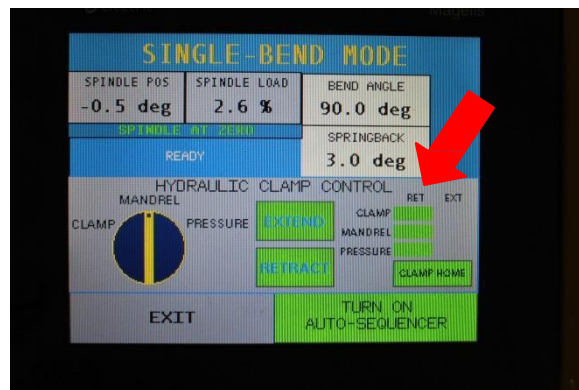 Magelis
SINGLE-BEND MODE
SPINDLE POS
-0.5 deg
SPINDLE LOAD
2.6 %
BEND ANGLE
90.0 deg
SPINDLE AT ZERO
READY
SPRINGBACK
3.0 deg
HYDRAULIC CLAMP CONTROL
MANDREL
CLAMP
PRESSURE
EXTEND
RETRACT
RET EXT
CLAMP
MANDREL
PRESSURE
CLAMP HOME
EXIT
TURN ON
AUTO-SEQUENCER